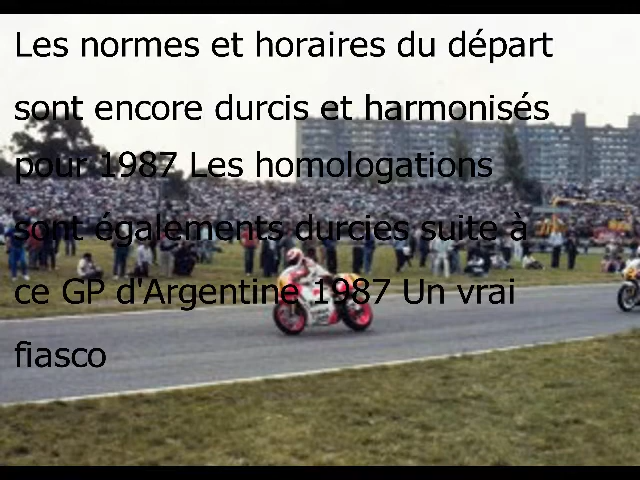 Les normes et horaires du départ
sont encore durcis et harmonisés
pour 1987 Les homologations
sont égalements durcies suite à
ce GP d'Argentine 1987 Un vrai
fiasco